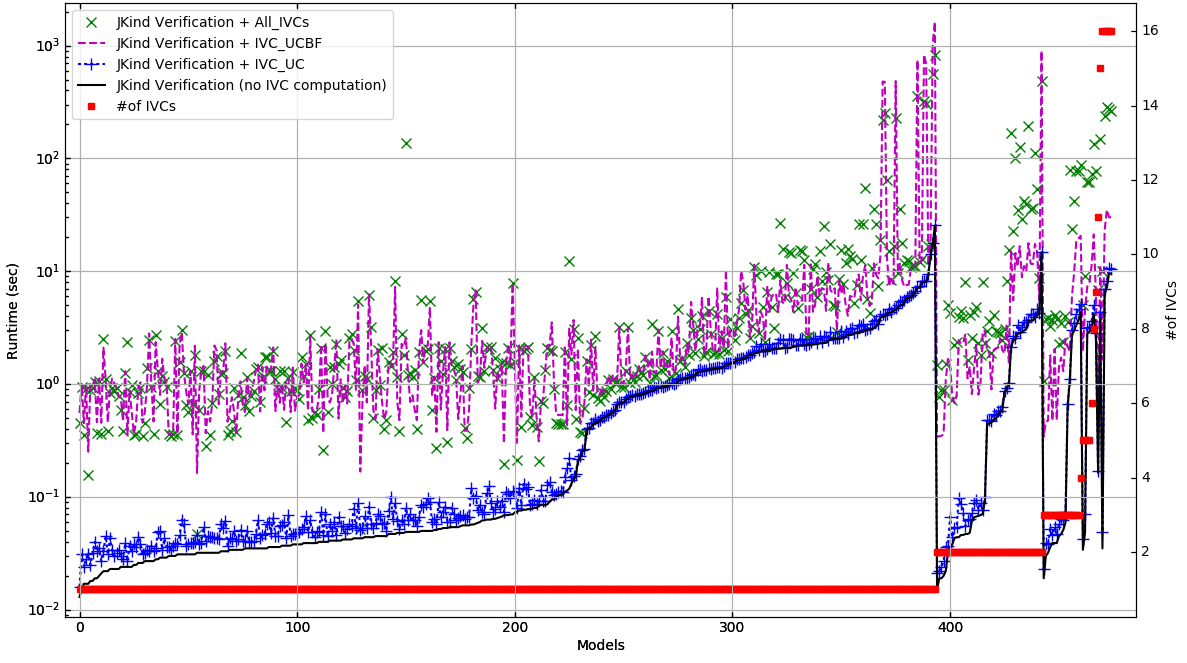 JKind Verification + All_IVCs
JKind Verification + IVC_UCBF
JKind Verification + IVC_UC
JKind Verification (no IVC computation)
#of IVCs
Runtime (sec)
10³
10²
10¹
10⁰
10⁻¹
10⁻²
16
14
12
10
8
6
4
2
#of IVCs
0 100 200 300 400
Models